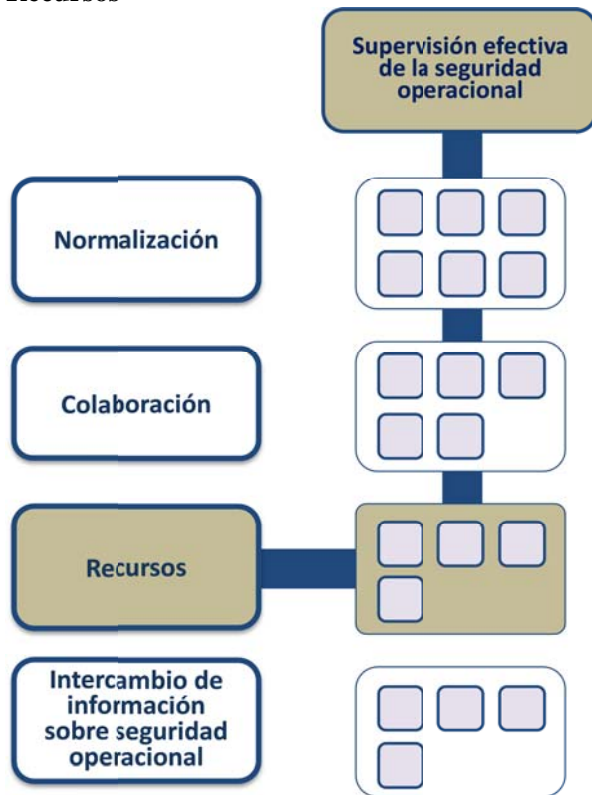 Recursos
Supervisión efectiva
de la seguridad
operacional
Normalización
Colaboración
Recursos
Intercambio de
información
sobre seguridad
operacional